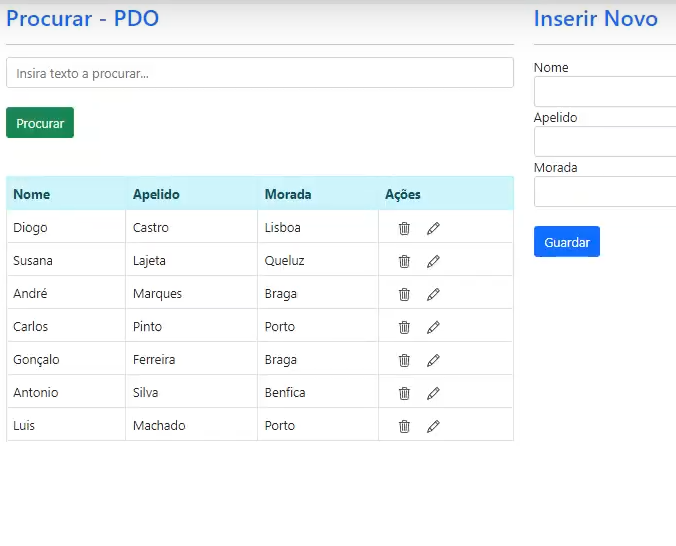 Procurar - PDO
Insira texto a procurar...
Procurar
Nome Apelido Morada Ações
Diogo Castro Lisboa
Susana Lajeta Queluz
André Marques Braga
Carlos Pinto Porto
Gonçalo Ferreira Braga
Antonio Silva Benfica
Luis Machado Porto
Inserir Novo
Nome
Apelido
Morada
Guardar